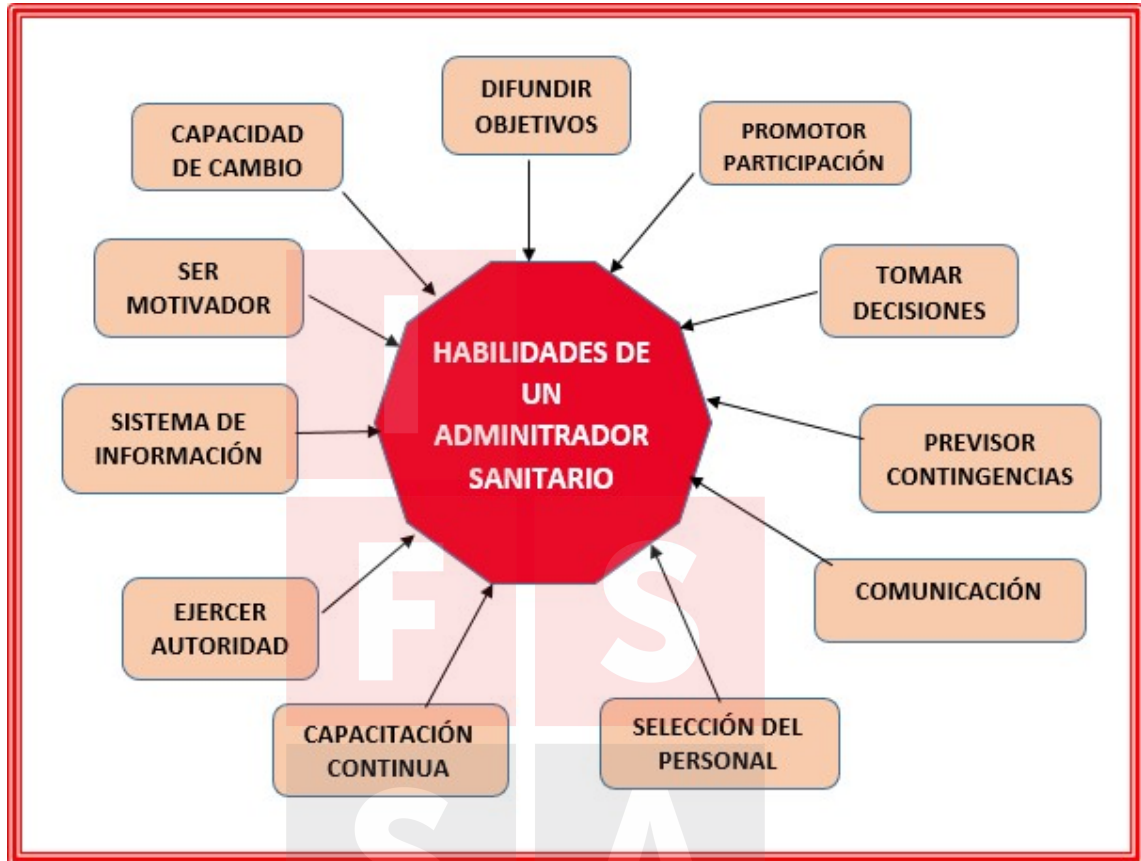 DIFUNDIR
OBJETIVOS
PROMOTOR
PARTICIPACIÓN
CAPACIDAD
DE CAMBIO
SER
MOTIVADOR
TOMAR
DECISIONES
HABILIDADES DE
UN
ADMINITRADOR
SANITARIO
SISTEMA DE
INFORMACIÓN
PREVISOR
CONTINGENCIAS
COMUNICACIÓN
EJERCER
AUTORIDAD
CAPACITACIÓN
CONTINUA
SELECCIÓN DEL
PERSONAL
I
F S
S A